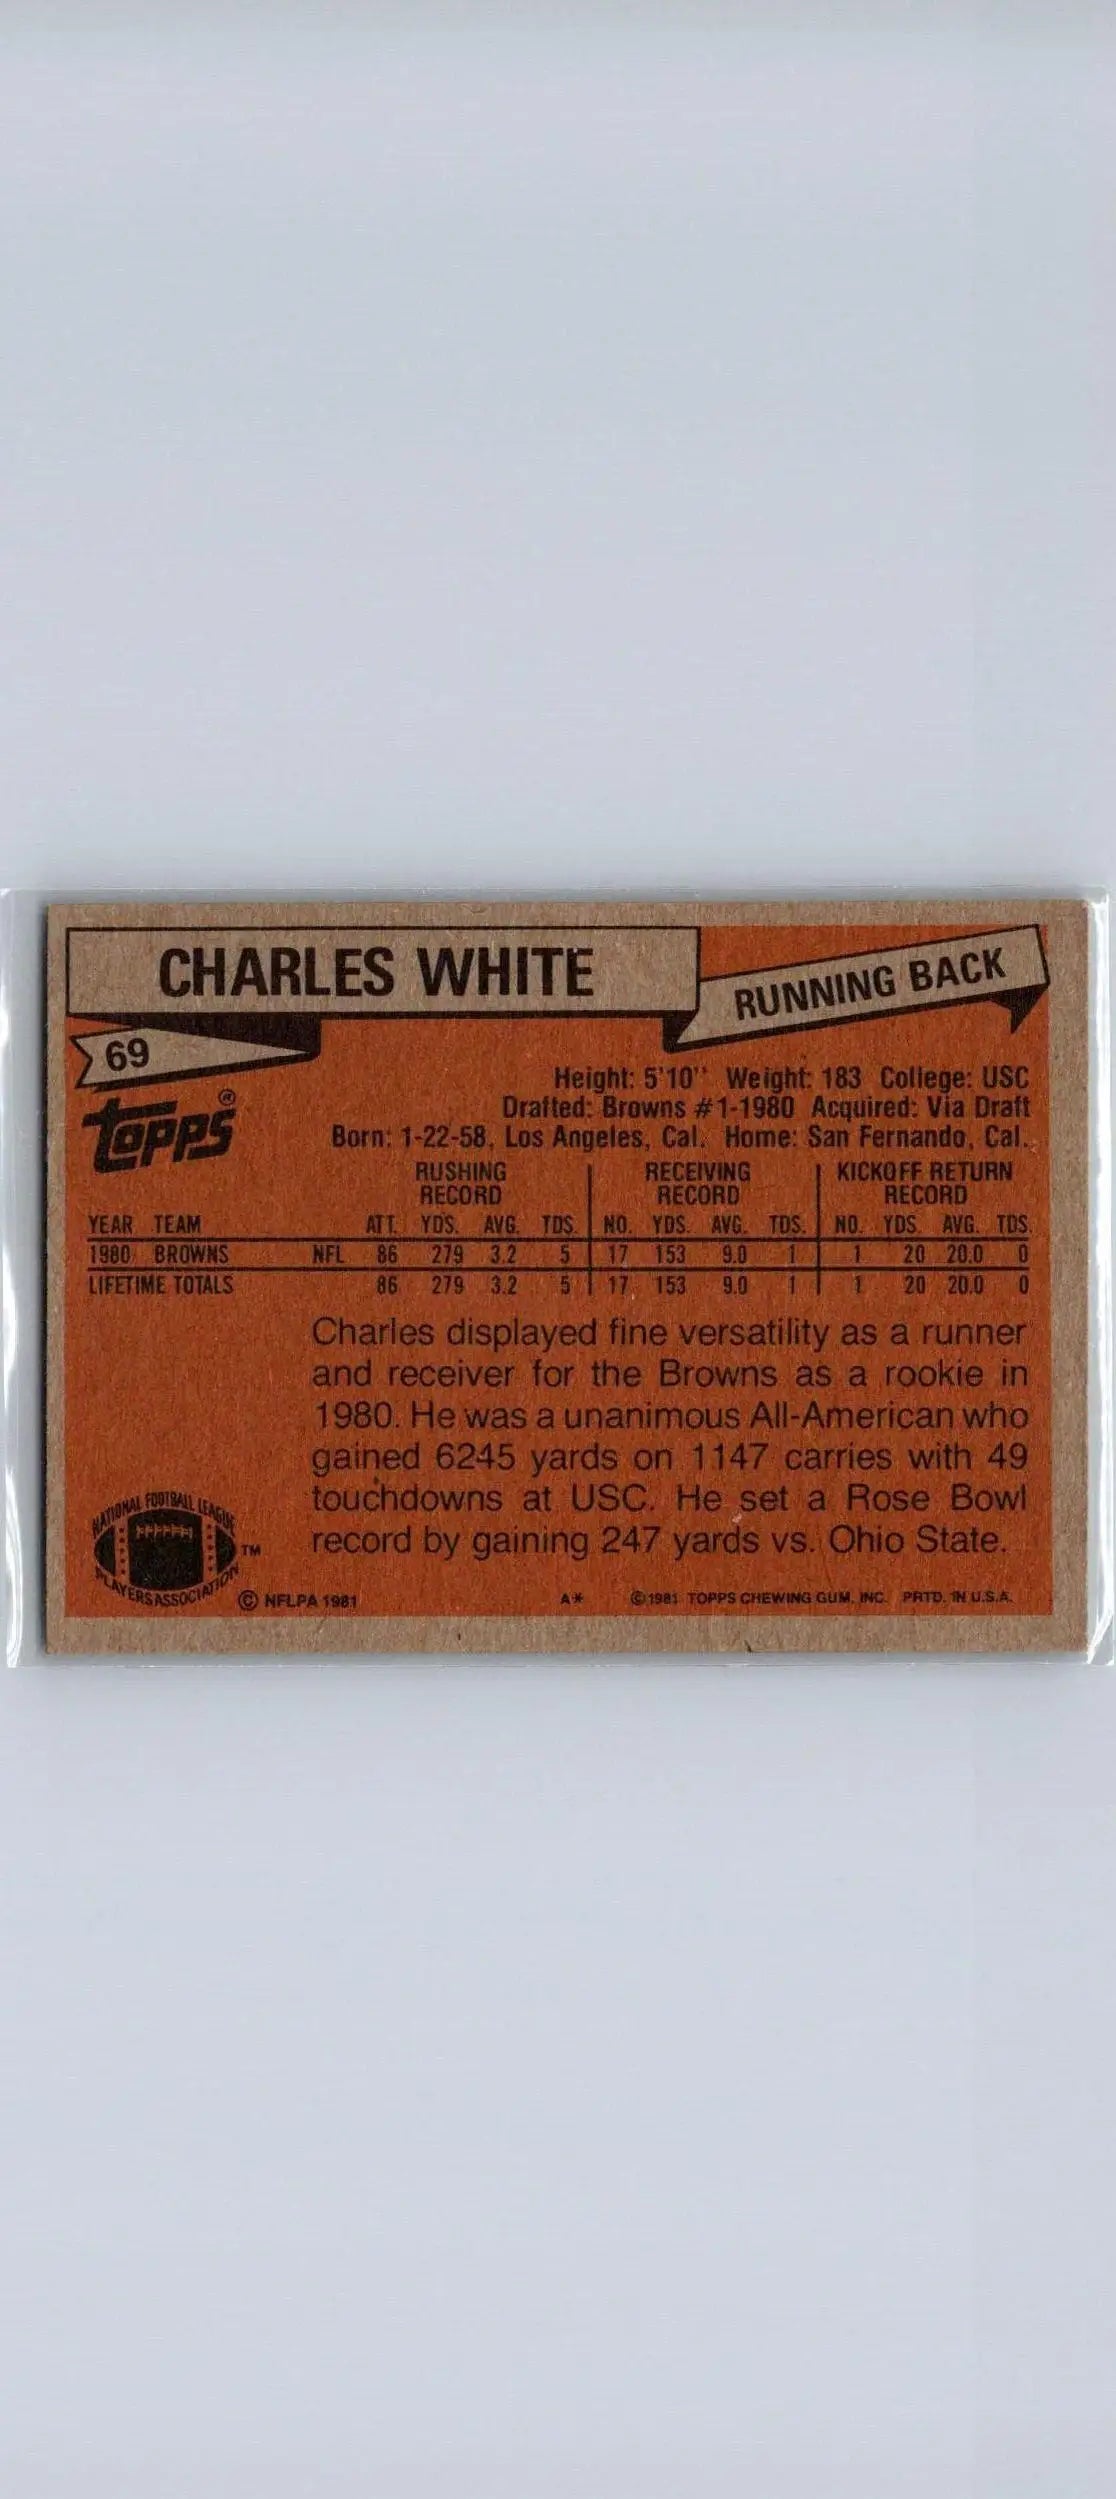 CHARLES WHITE
RUNNING BACK
69
TOPPS®
Height: 5'10" Weight: 183 College: USC
Drafted: Browns #1-1980 Acquired: Via Draft
Born: 1-22-58, Los Angeles, Cal. Home: San Fernando, Cal.
RUSHING RECORD RECEIVING RECORD KICKOFF RETURN RECORD
YEAR TEAM ATT. YDS. AVG. TDS. NO. YDS. AVG. TDS. NO. YDS. AVG. TDS.
1980 BROWNS NFL 86 279 3.2 5 17 153 9.0 1 1 20 20.0 0
LIFETIME TOTALS 86 279 3.2 5 17 153 9.0 1 1 20 20.0 0
Charles displayed fine versatility as a runner
and receiver for the Browns as a rookie in
1980. He was a unanimous All-American who
gained 6245 yards on 1147 carries with 49
touchdowns at USC. He set a Rose Bowl
record by gaining 247 yards vs. Ohio State.
NATIONAL FOOTBALL LEAGUE
PLAYERS ASSOCIATION
TM
© NFLPA 1981 A* © 1981 TOPPS CHEWING GUM, INC. PRTD. IN U.S.A.